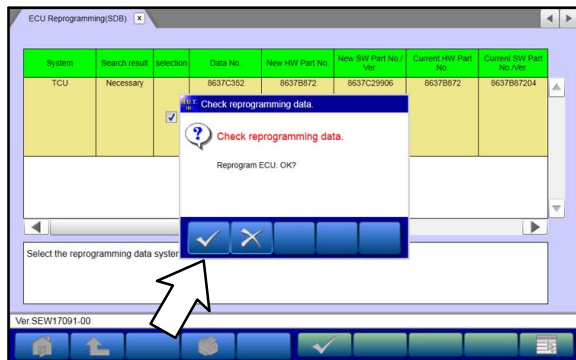 ECU Reprogramming(SDB) x
System
Search result
selection
Data No.
New HW Part No.
New SW Part No./
Ver.
Current HW Part
No.
Current SW Part
No./Ver.
TCU
Necessary
8637C352
8637B872
8637C29906
8637B872
8637B87204
Check reprogramming data.
Check reprogramming data.
Reprogram ECU. OK?
Select the reprogramming data
Ver.SEW17091-00